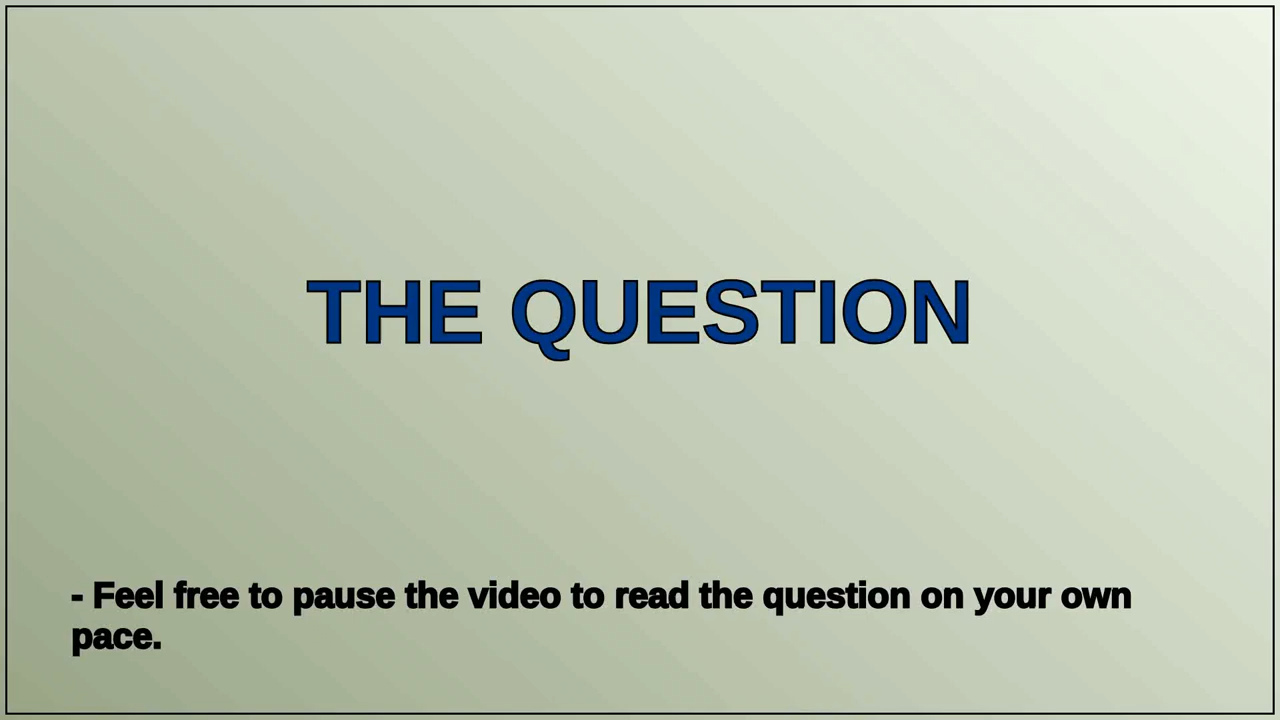 THE QUESTION
- Feel free to pause the video to read the question on your own
pace.